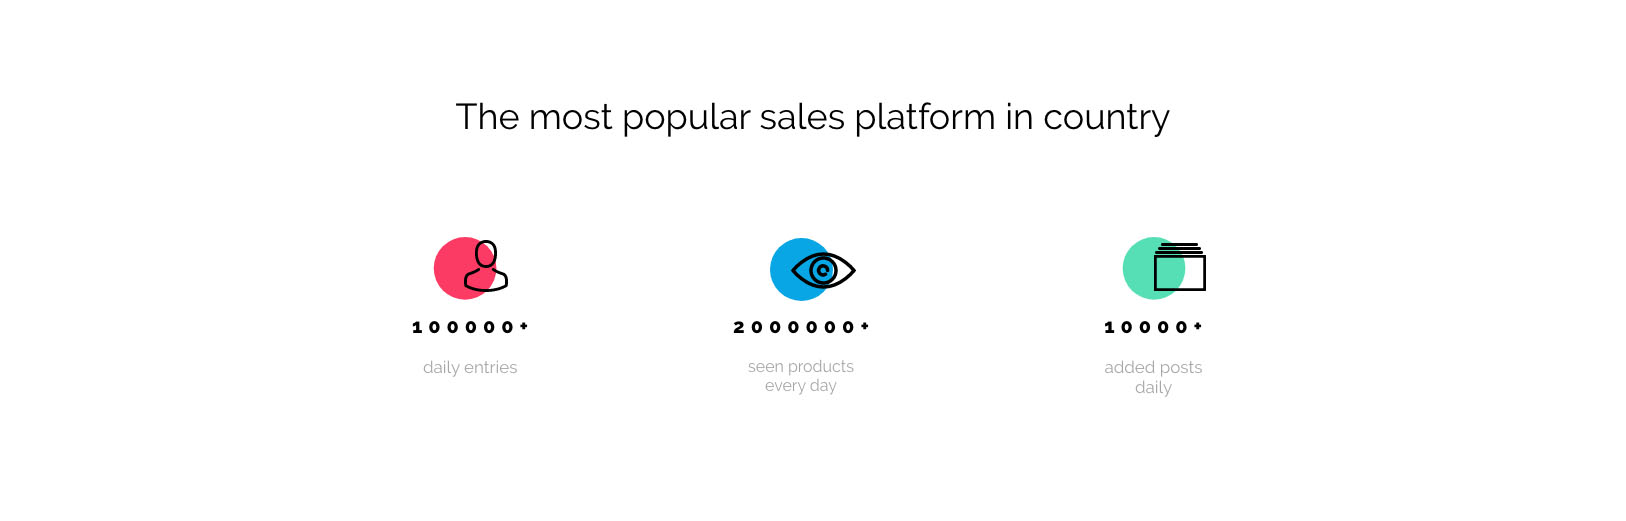 The most popular sales platform in country
100000+
daily entries
2000000+
seen products
every day
10000+
added posts
daily